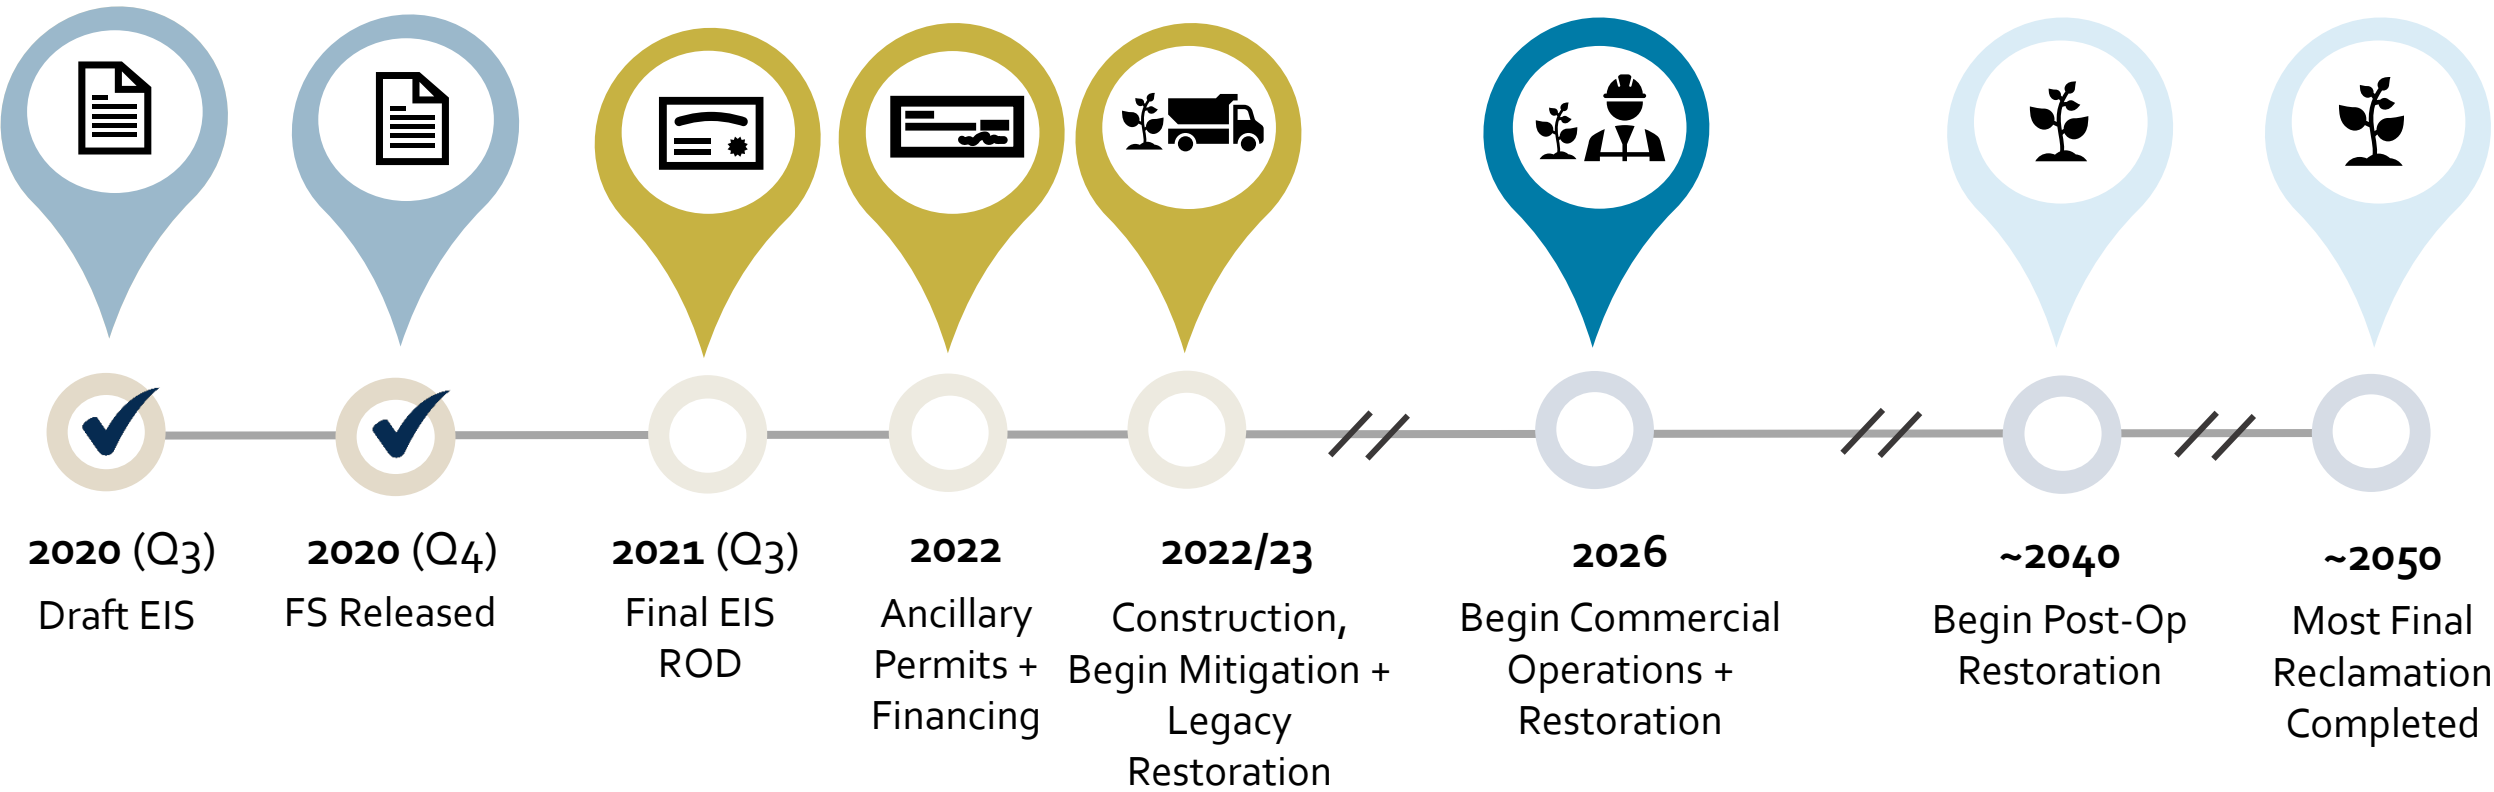 2020 (Q3)
Draft EIS
2020 (Q4)
FS Released
2021 (Q3)
Final EIS
ROD
2022
Ancillary
Permits +
Financing
2022/23
Construction,
Begin Mitigation +
Legacy
Restoration
2026
Begin Commercial
Operations +
Restoration
~2040
Begin Post-Op
Restoration
~2050
Most Final
Reclamation
Completed